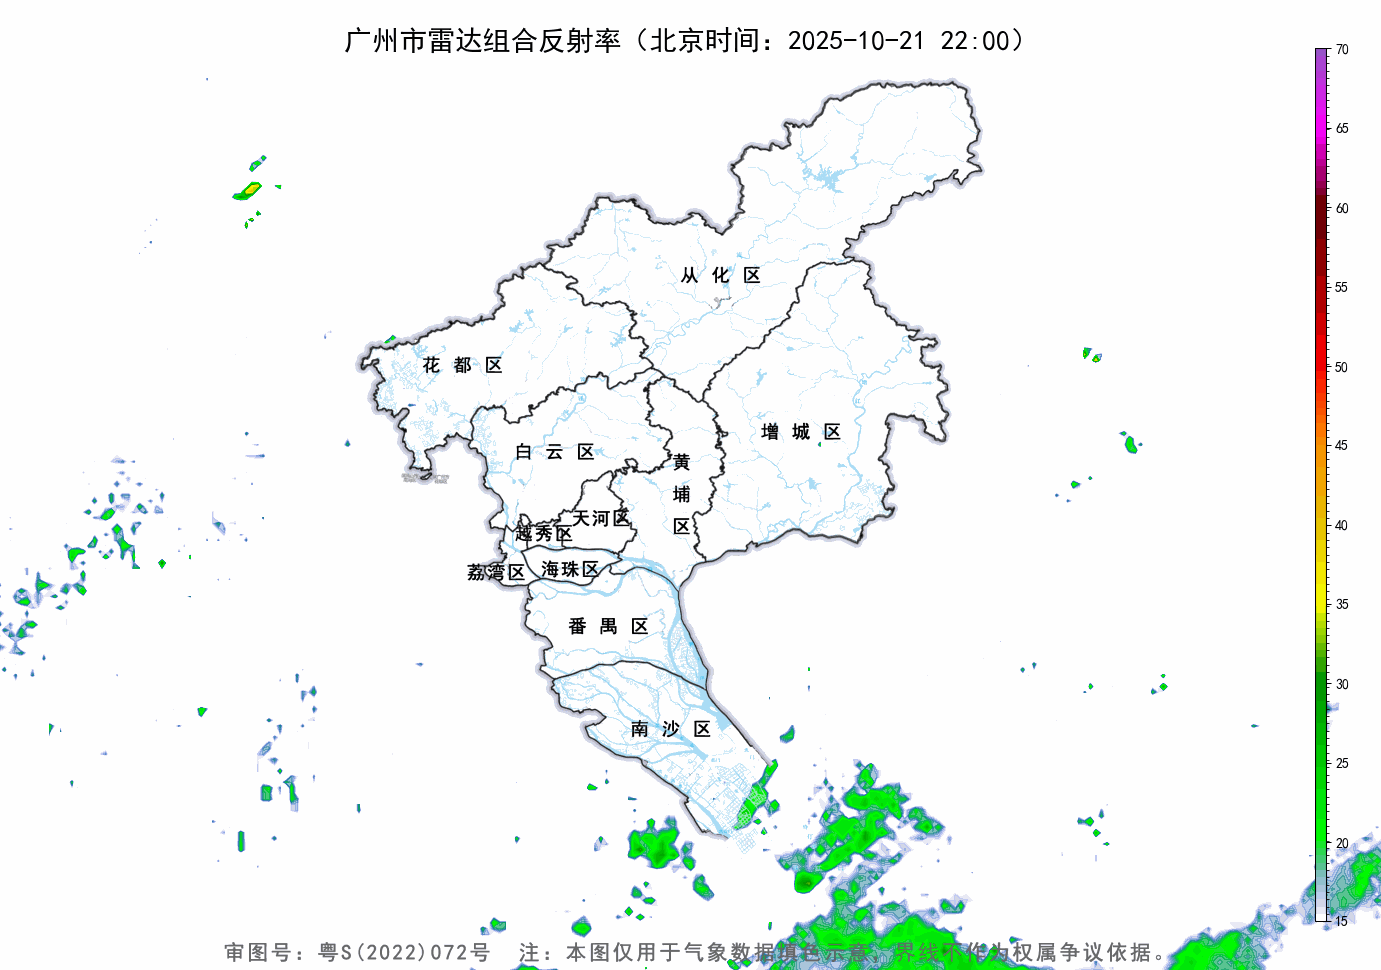 广州市雷达组合反射率（北京时间：2025-10-21 22:00）
70
65
60
55
50
45
40
35
30
25
20
15
从化区
花都区
增城区
白云区
黄埔区
天河区
越秀区
荔湾区
海珠区
番禺区
南沙区
审图号：粤S(2022)072号 注：本图仅用于气象数据填色示意，界线不作为权属争议依据。